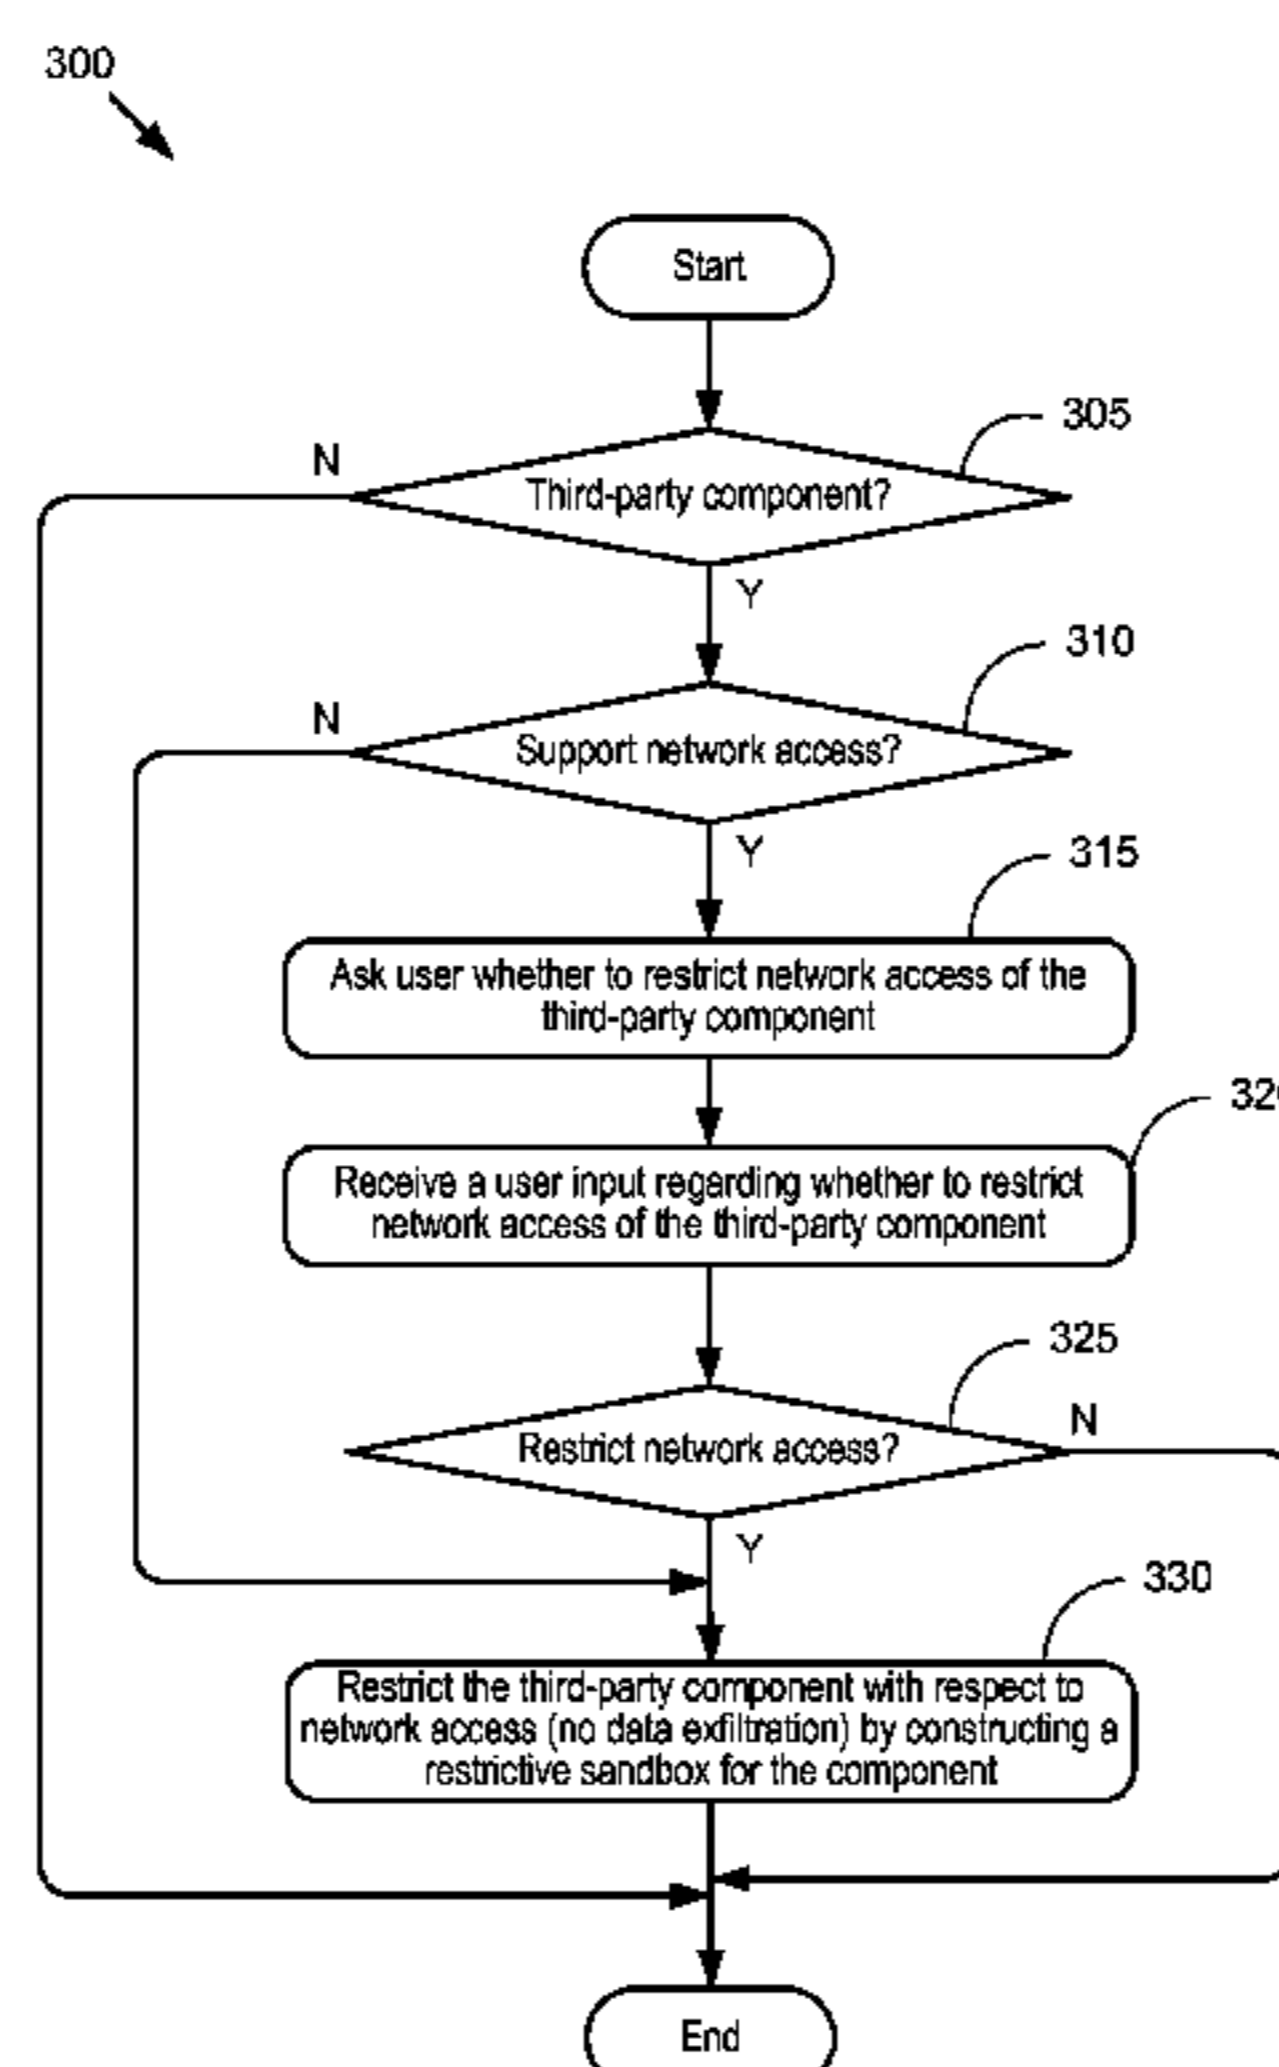 300
Start
305
N
Third-party component?
Y
310
N
Support network access?
Y
315
Ask user whether to restrict network access of the
third-party component
Receive a user input regarding whether to restrict
network access of the third-party component
325
N
Restrict network access?
Y
330
Restrict the third-party component with respect to
network access (no data exfiltration) by constructing a
restrictive sandbox for the component
End